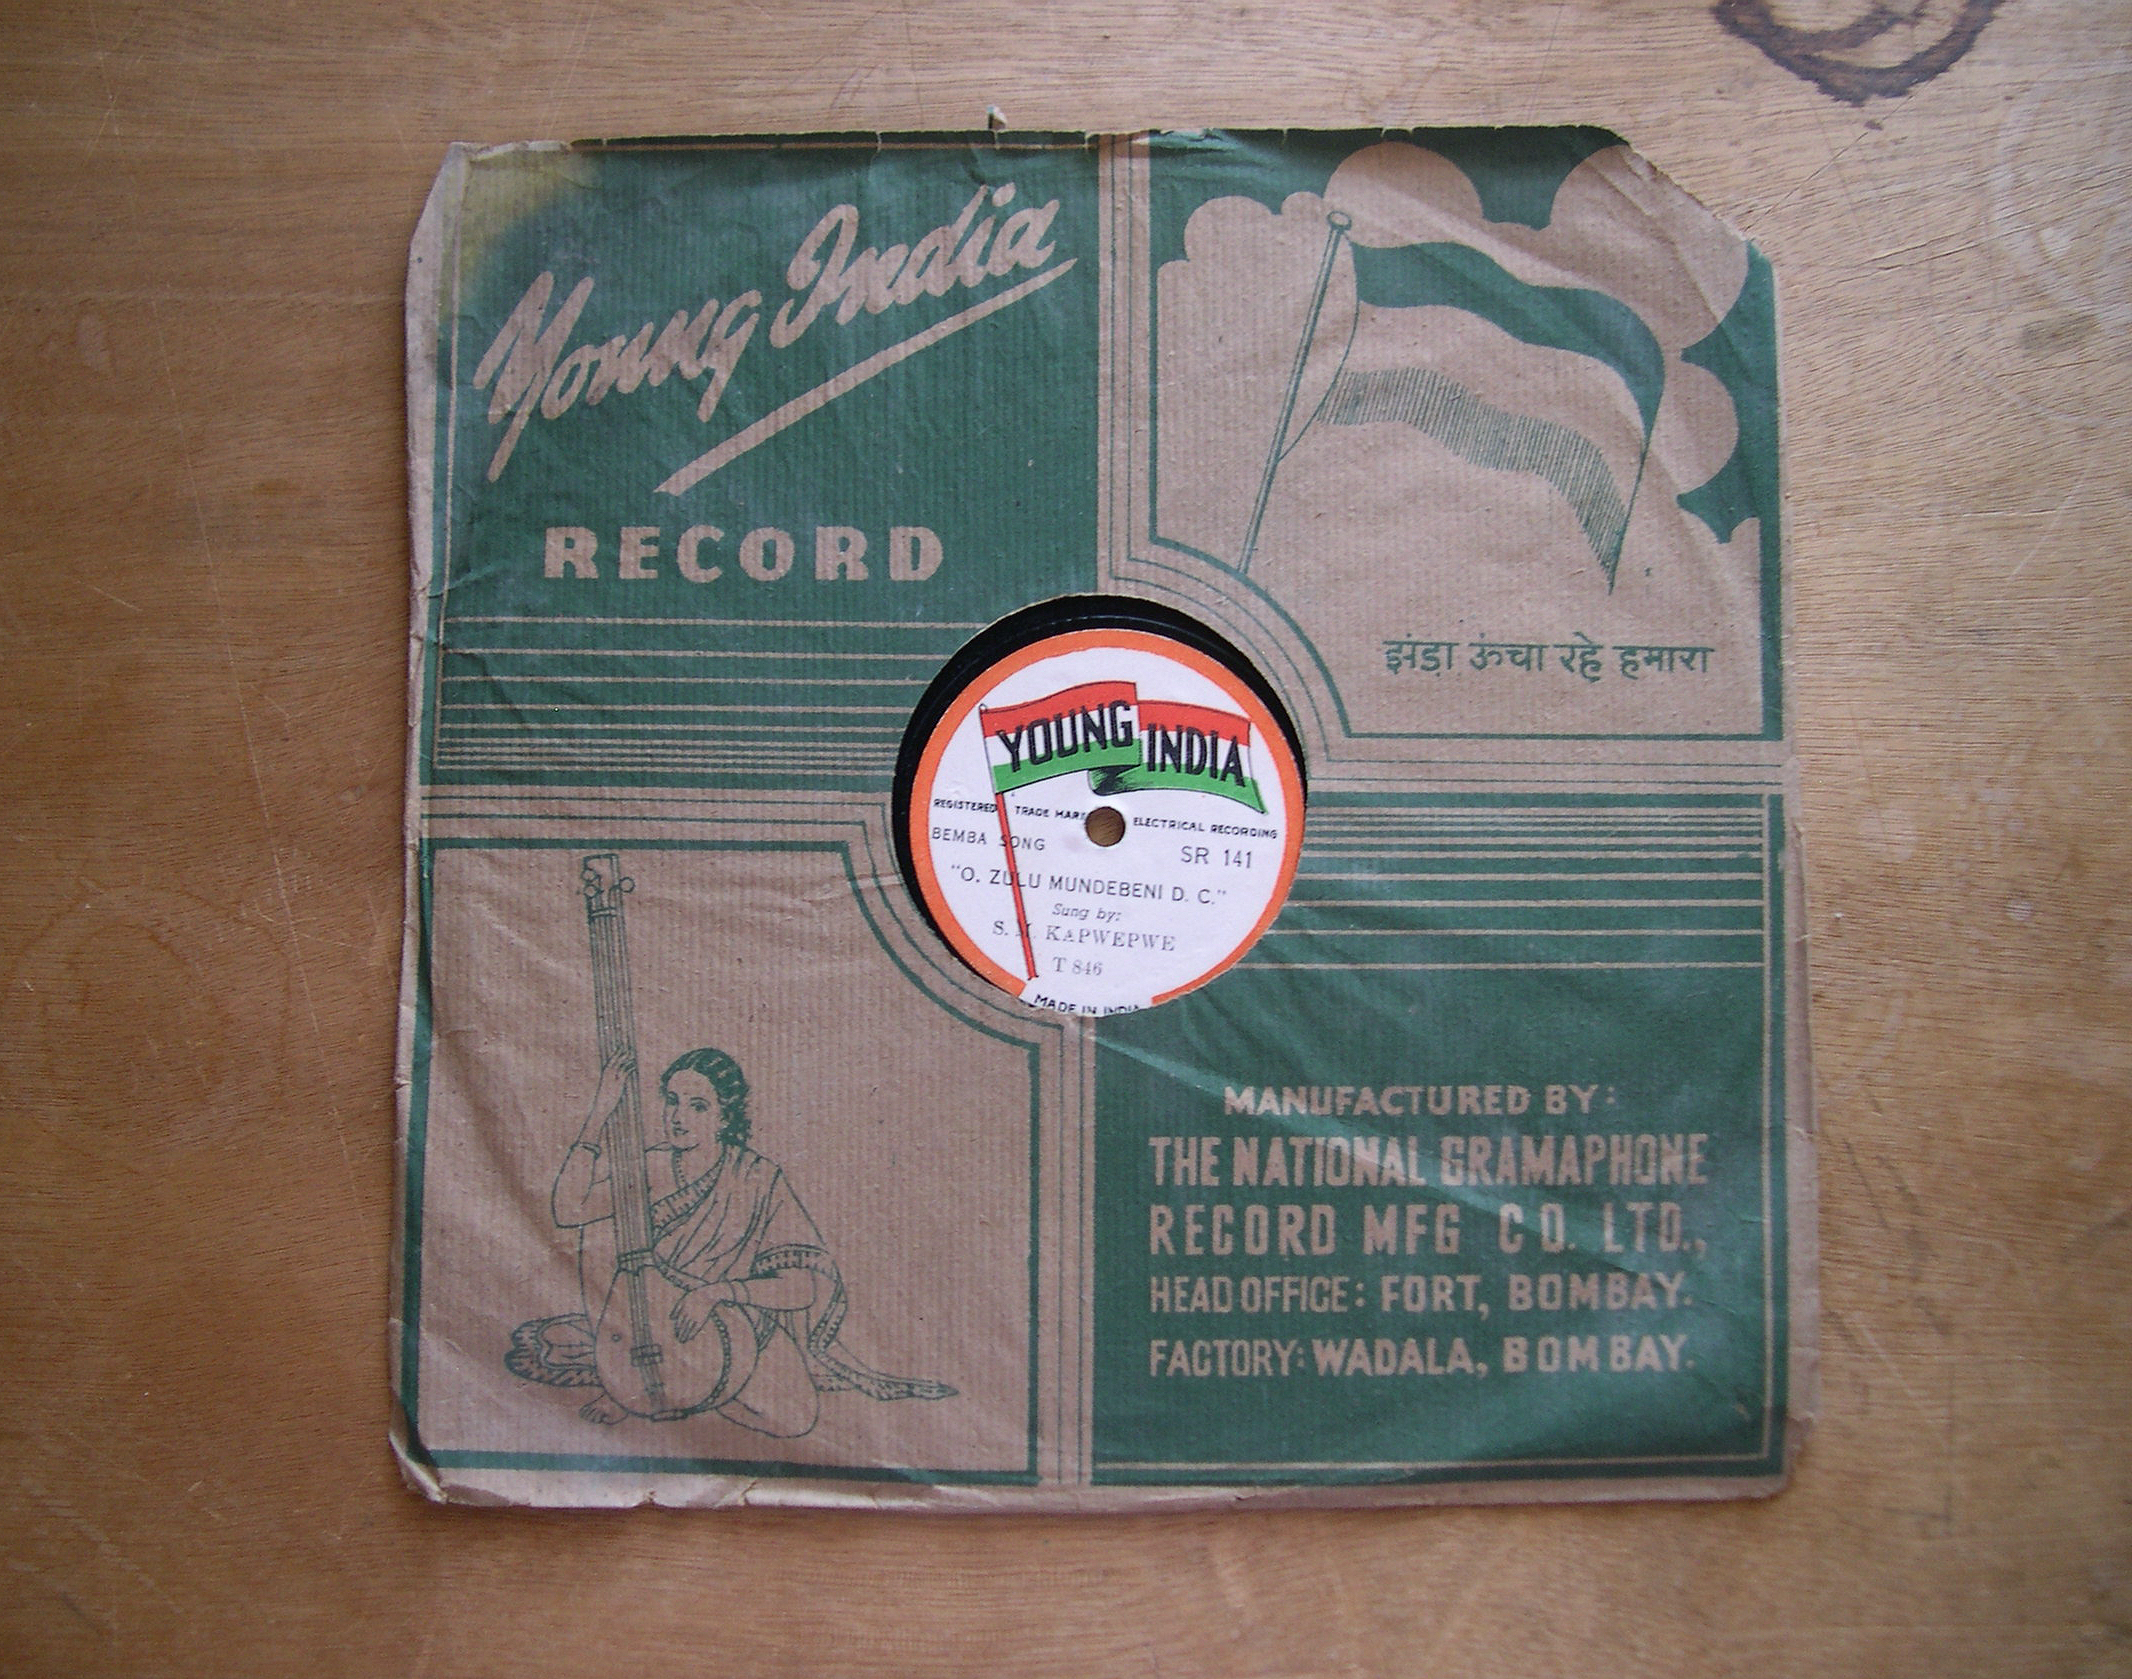 Young India
RECORD
झंडा ऊंचा रहे हमारा
YOUNG INDIA
REGISTERED TRADE MARK ELECTRICAL RECORDING
BEMBA SONG SR 141
"O. ZULU MUNDEBENI D. C."
Sung by:
S. M. KAPWEPWE
T 846
MADE IN INDIA
MANUFACTURED BY:
THE NATIONAL GRAMAPHONE
RECORD MFG CO. LTD.,
HEAD OFFICE: FORT, BOMBAY.
FACTORY: WADALA, BOMBAY.